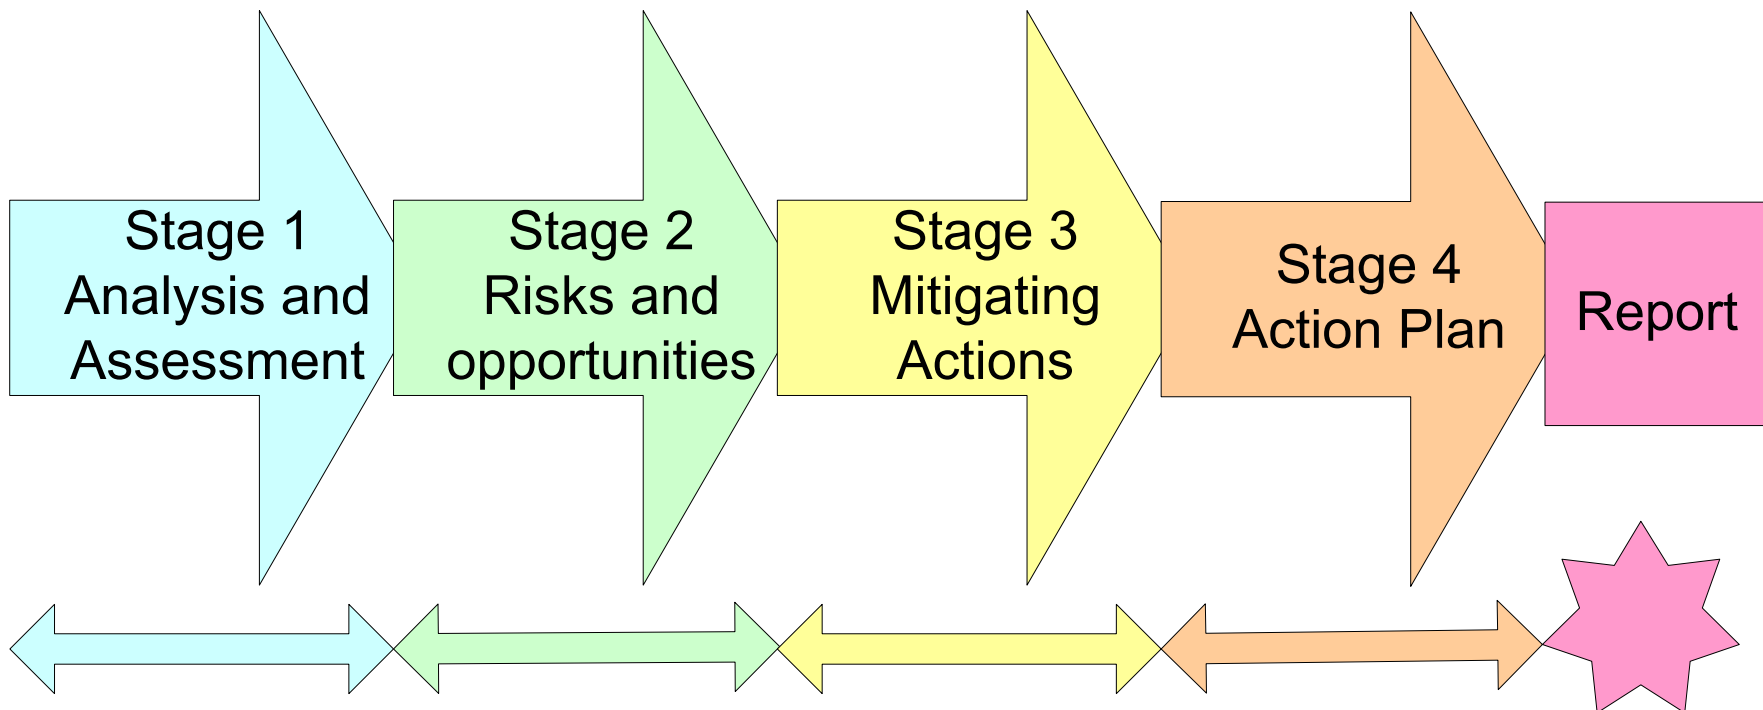 Stage 1
Analysis and
Assessment
Stage 2
Risks and
opportunities
Stage 3
Mitigating
Actions
Stage 4
Action Plan
Report